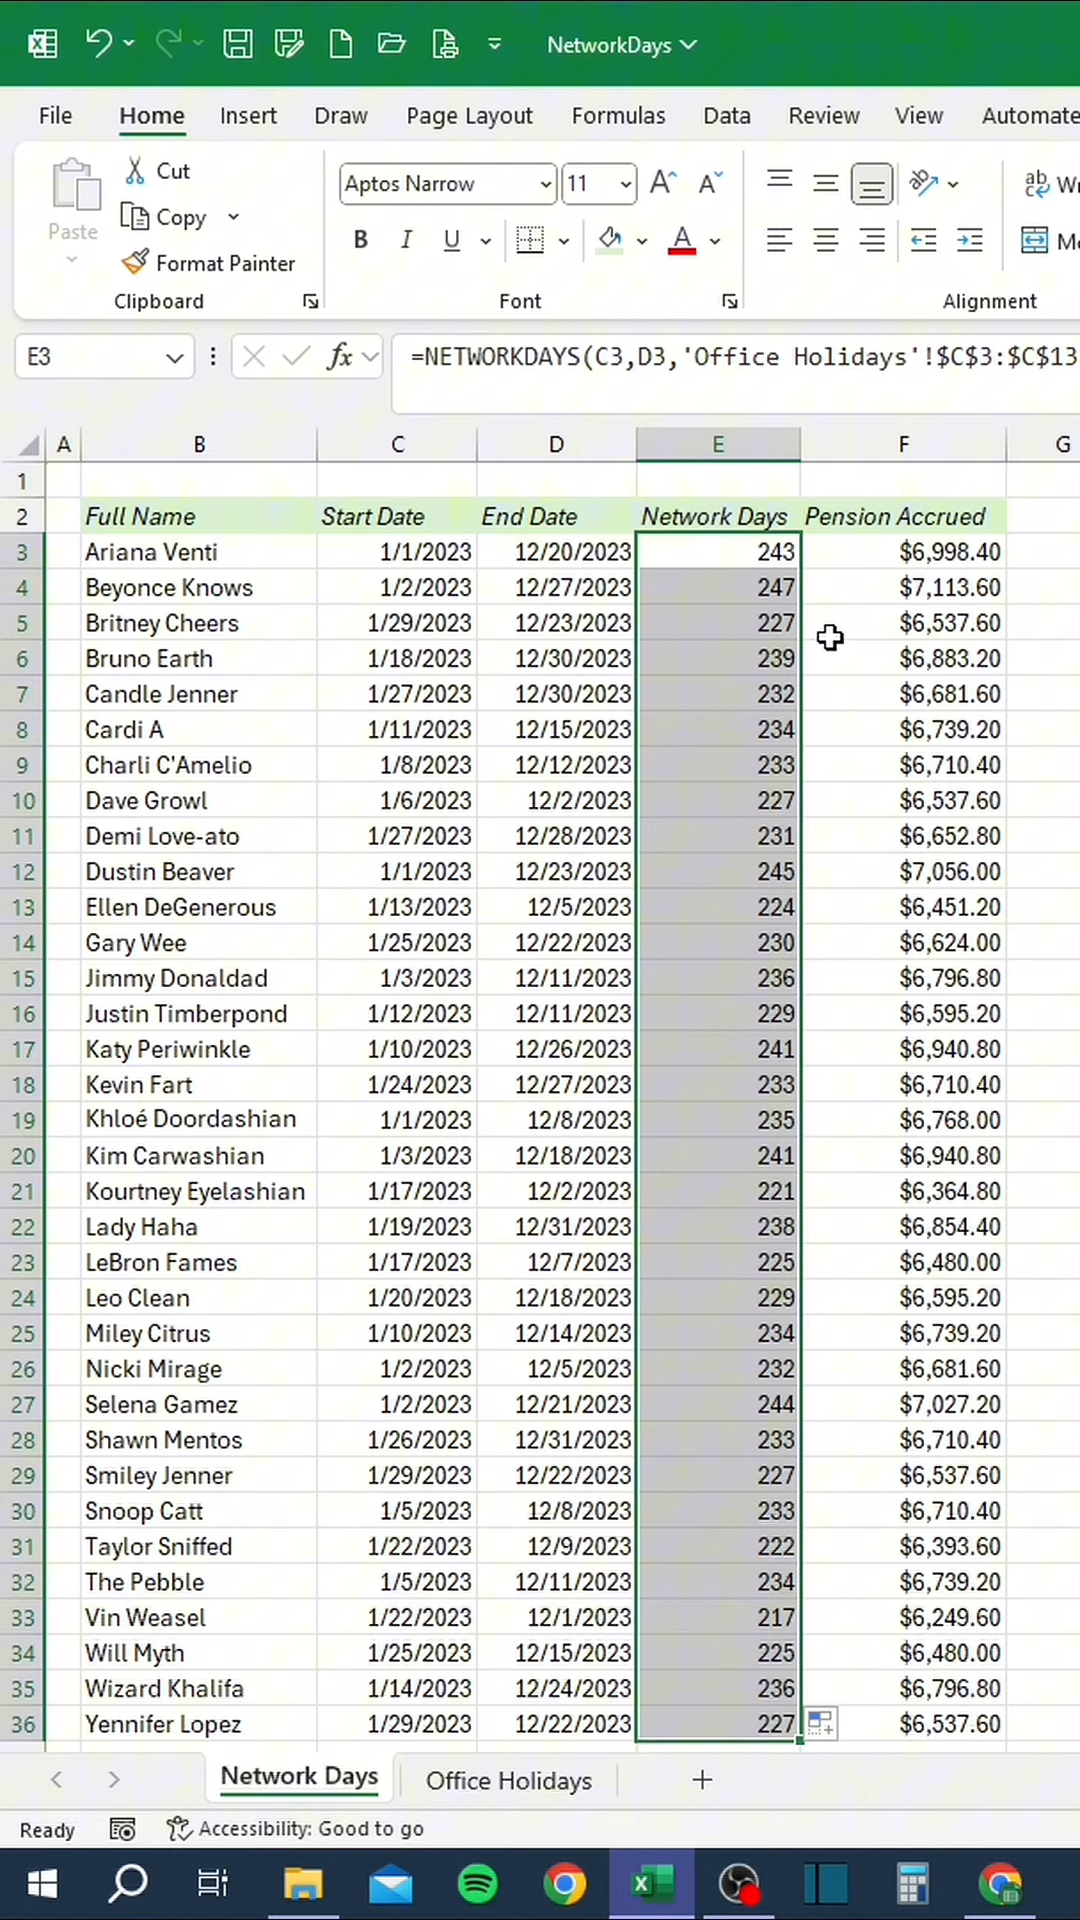 NetworkDays
File Home Insert Draw Page Layout Formulas Data Review View Automate
Cut
Aptos Narrow 11
Paste Copy
B I U A
Format Painter
Clipboard Font Alignment
E3 fx =NETWORKDAYS(C3,D3,'Office Holidays'!$C$3:$C$13
A B C D E F G
1
2 Full Name Start Date End Date Network Days Pension Accrued
3 Ariana Venti 1/1/2023 12/20/2023 243 $6,998.40
4 Beyonce Knows 1/2/2023 12/27/2023 247 $7,113.60
5 Britney Cheers 1/29/2023 12/23/2023 227 $6,537.60
6 Bruno Earth 1/18/2023 12/30/2023 239 $6,883.20
7 Candle Jenner 1/27/2023 12/30/2023 232 $6,681.60
8 Cardi A 1/11/2023 12/15/2023 234 $6,739.20
9 Charli C'Amelio 1/8/2023 12/12/2023 233 $6,710.40
10 Dave Growl 1/6/2023 12/2/2023 227 $6,537.60
11 Demi Love-ato 1/27/2023 12/28/2023 231 $6,652.80
12 Dustin Beaver 1/1/2023 12/23/2023 245 $7,056.00
13 Ellen DeGenerous 1/13/2023 12/5/2023 224 $6,451.20
14 Gary Wee 1/25/2023 12/22/2023 230 $6,624.00
15 Jimmy Donaldad 1/3/2023 12/11/2023 236 $6,796.80
16 Justin Timberpond 1/12/2023 12/11/2023 229 $6,595.20
17 Katy Periwinkle 1/10/2023 12/26/2023 241 $6,940.80
18 Kevin Fart 1/24/2023 12/27/2023 233 $6,710.40
19 Khloé Doordashian 1/1/2023 12/8/2023 235 $6,768.00
20 Kim Carwashian 1/3/2023 12/18/2023 241 $6,940.80
21 Kourtney Eyelashian 1/17/2023 12/2/2023 221 $6,364.80
22 Lady Haha 1/19/2023 12/31/2023 238 $6,854.40
23 LeBron Fames 1/17/2023 12/7/2023 225 $6,480.00
24 Leo Clean 1/20/2023 12/18/2023 229 $6,595.20
25 Miley Citrus 1/10/2023 12/14/2023 234 $6,739.20
26 Nicki Mirage 1/2/2023 12/5/2023 232 $6,681.60
27 Selena Gamez 1/2/2023 12/21/2023 244 $7,027.20
28 Shawn Mentos 1/26/2023 12/31/2023 233 $6,710.40
29 Smiley Jenner 1/29/2023 12/22/2023 227 $6,537.60
30 Snoop Catt 1/5/2023 12/8/2023 233 $6,710.40
31 Taylor Sniffed 1/22/2023 12/9/2023 222 $6,393.60
32 The Pebble 1/5/2023 12/11/2023 234 $6,739.20
33 Vin Weasel 1/22/2023 12/1/2023 217 $6,249.60
34 Will Myth 1/25/2023 12/15/2023 225 $6,480.00
35 Wizard Khalifa 1/14/2023 12/24/2023 236 $6,796.80
36 Yennifer Lopez 1/29/2023 12/22/2023 227 $6,537.60
Network Days Office Holidays
Ready Accessibility: Good to go